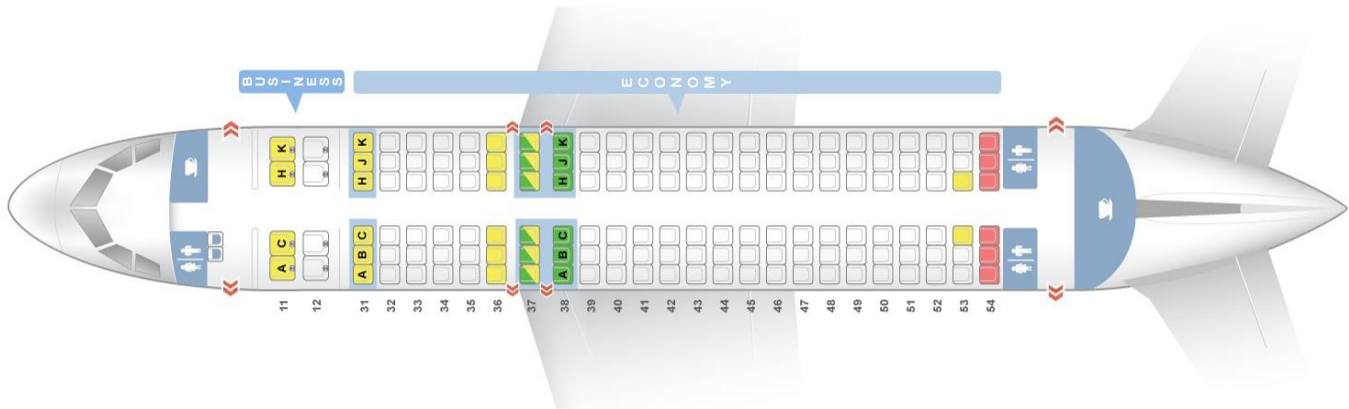 BUSINESS
ECONOMY
K K J K J
H H H
C C B C B
A A A
11 12 31 32 33 34 35 36 37 38 39 40 41 42 43 44 45 46 47 48 49 50 51 52 53 54